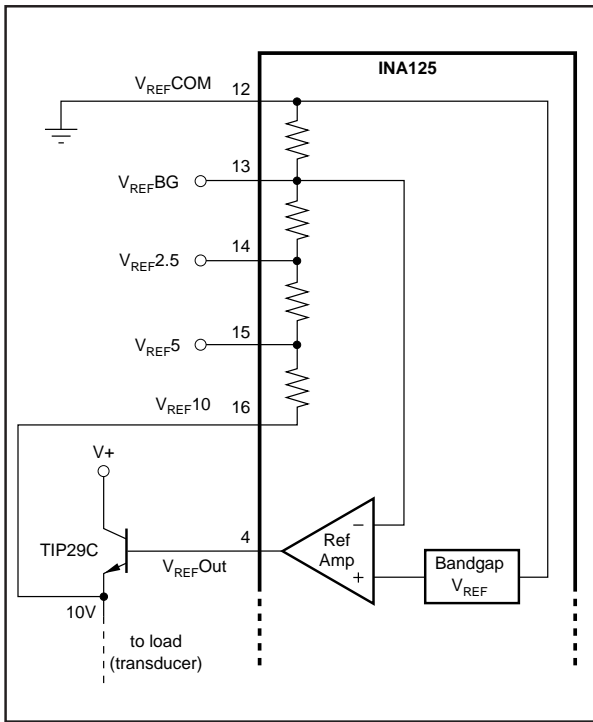 INA125
V_REFCOM
12
13
V_REFBG
14
V_REF2.5
15
V_REF5
V_REF10
16
V+
TIP29C
4
V_REFOut
Ref
Amp
−
+
Bandgap
V_REF
10V
to load
(transducer)